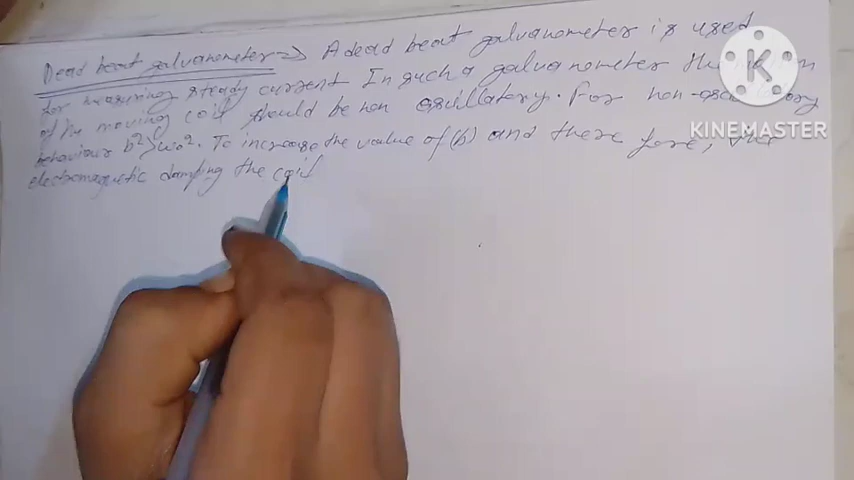 Dead beat galvanometer => A dead beat galvanometer is used
for measuring steady current In such a galvanometer the
of the moving coil should be non oscillatory. For non-oscillatory
behaviour b²>ω₀². To increase the value of (b) and there fore, the
electromagnetic damping the coil
KINEMASTER